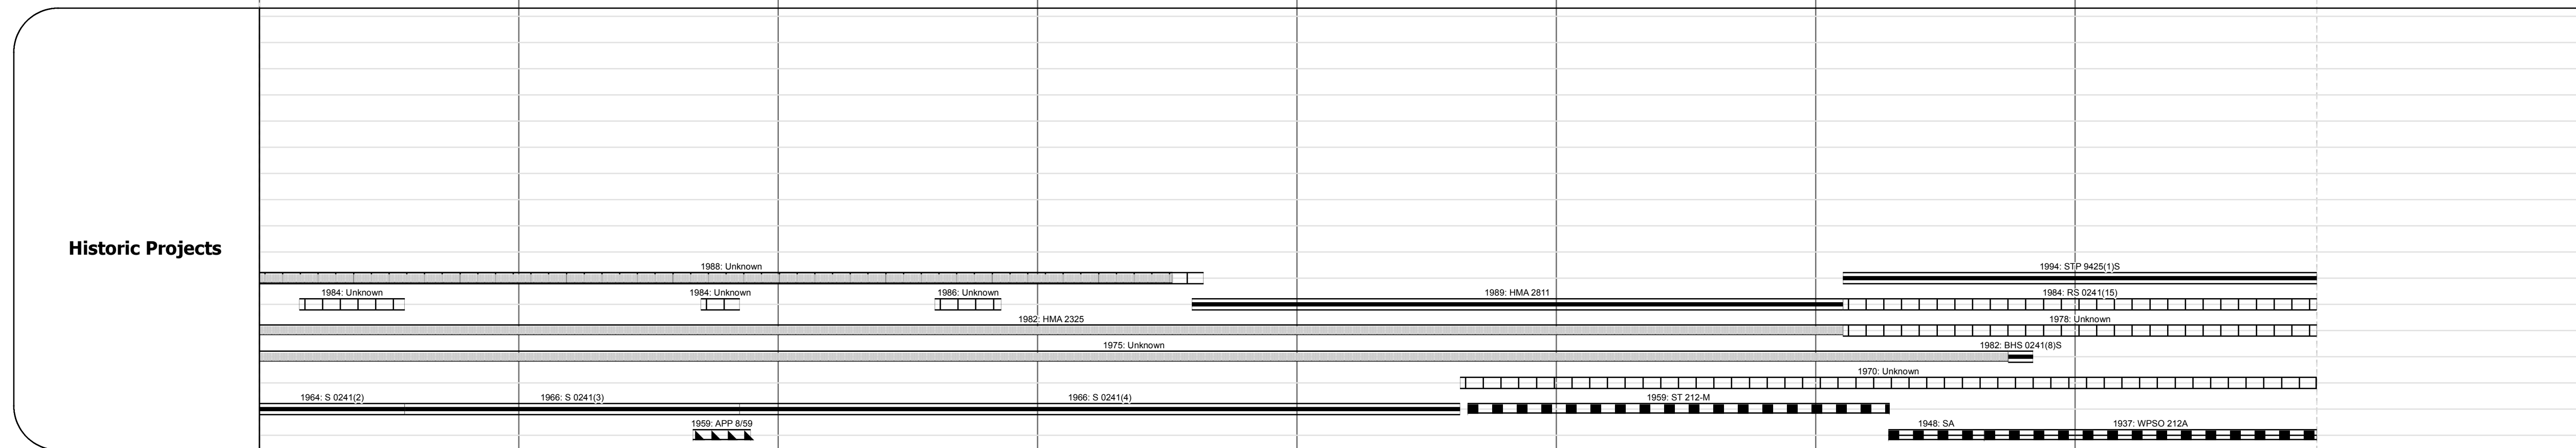 Historic Projects
1988: Unknown
1994: STP 9425(1)S
1984: Unknown
1984: Unknown
1986: Unknown
1989: HMA 2811
1984: RS 0241(15)
1982: HMA 2325
1978: Unknown
1975: Unknown
1982: BHS 0241(8)S
1970: Unknown
1964: S 0241(2)
1966: S 0241(3)
1966: S 0241(4)
1959: ST 212-M
1959: APP 8/59
1948: SA
1937: WPSO 212A